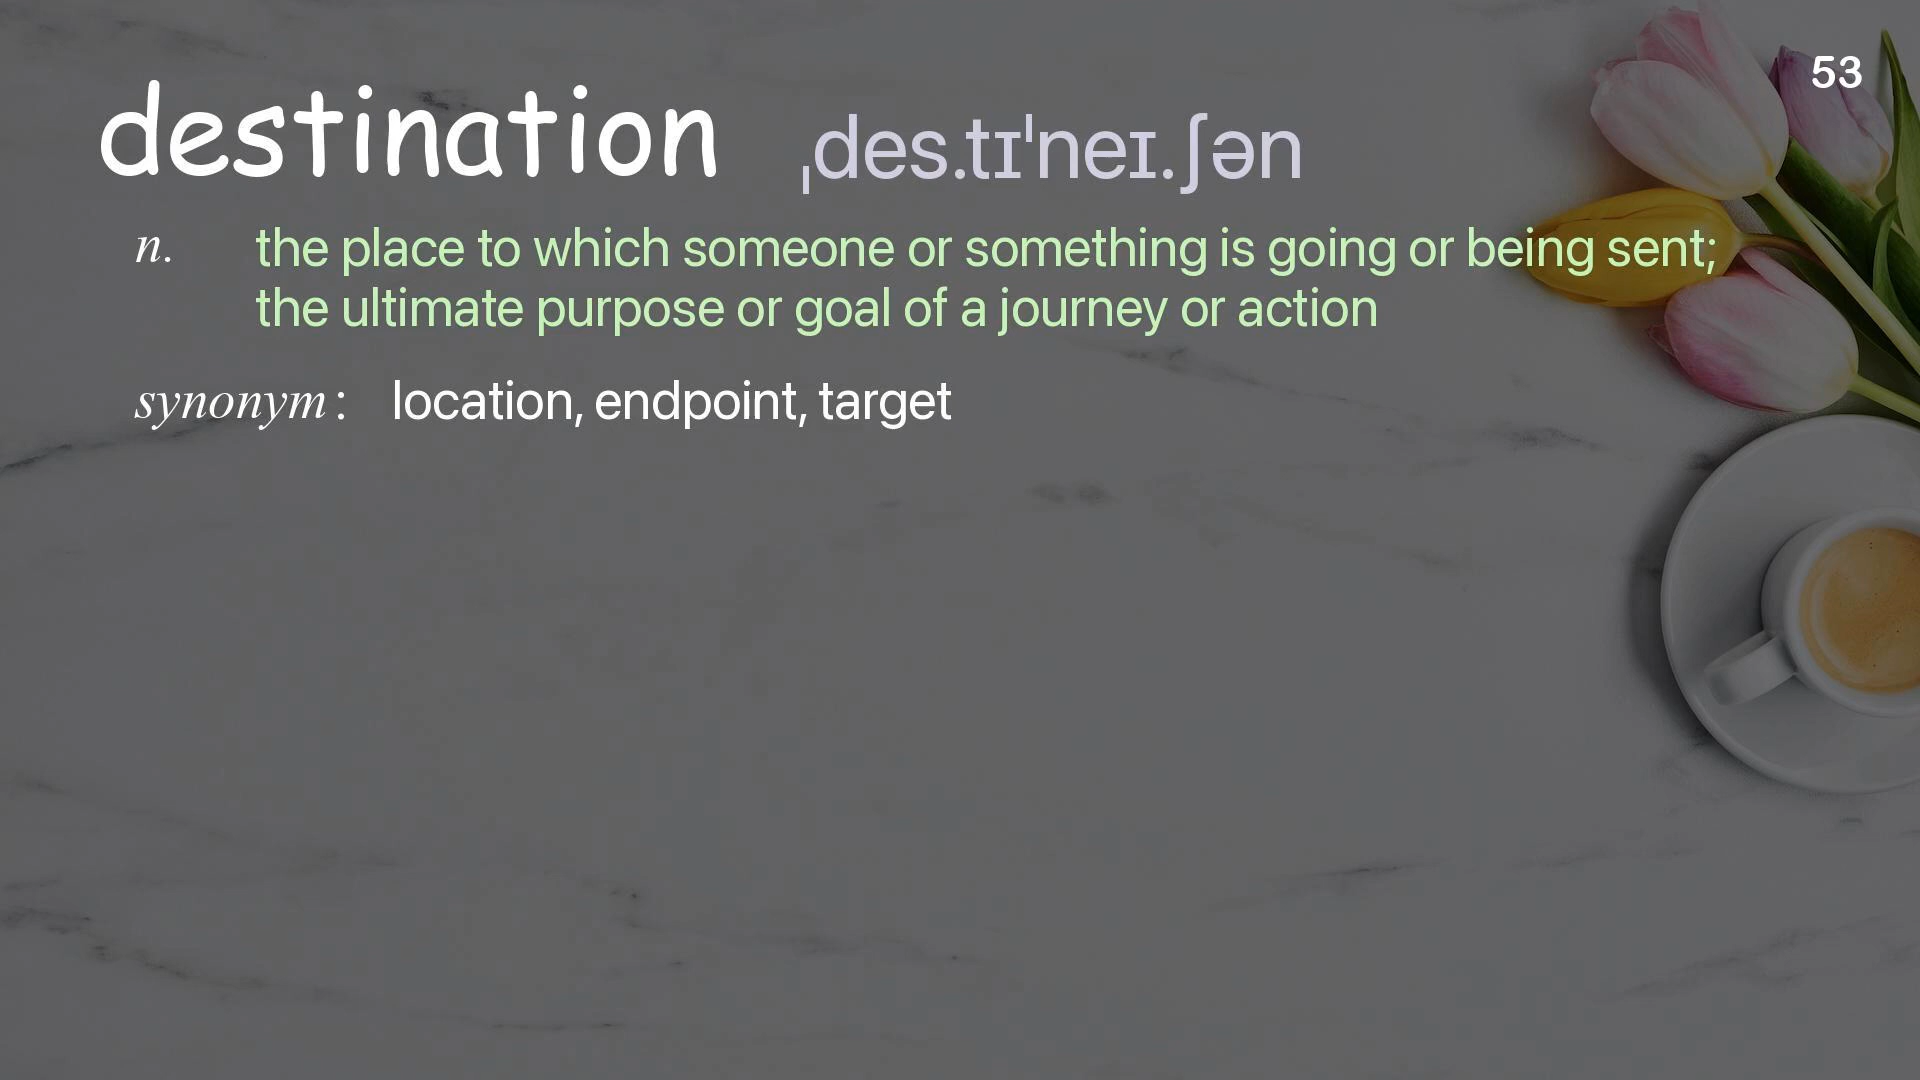 53
destination ˌdes.tɪˈneɪ.ʃən
n. the place to which someone or something is going or being sent;
the ultimate purpose or goal of a journey or action
synonym: location, endpoint, target